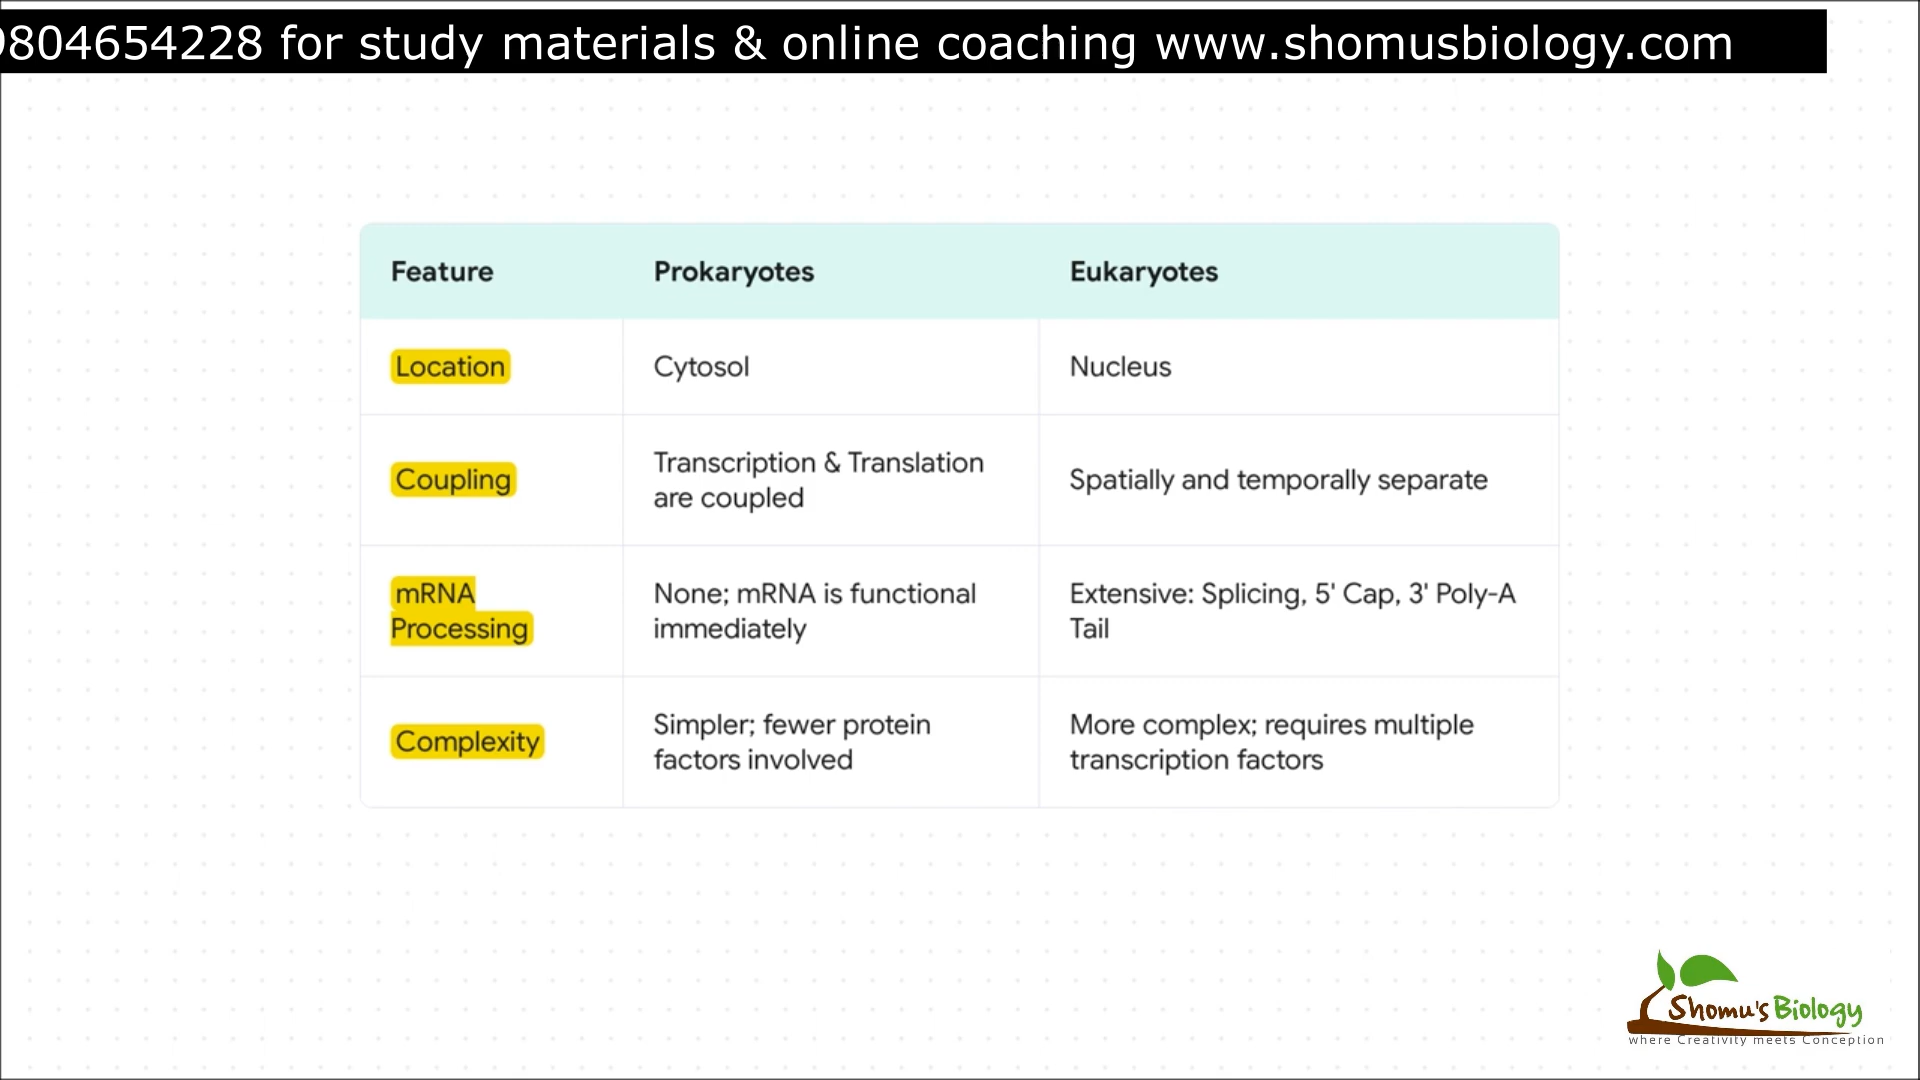 9804654228 for study materials & online coaching www.shomusbiology.com
Feature Prokaryotes Eukaryotes
Location Cytosol Nucleus
Coupling
Transcription & Translation
are coupled
Spatially and temporally separate
mRNA
Processing
None; mRNA is functional
immediately
Extensive: Splicing, 5' Cap, 3' Poly-A
Tail
Complexity
Simpler; fewer protein
factors involved
More complex; requires multiple
transcription factors
Shomu's Biology
where Creativity meets Conception